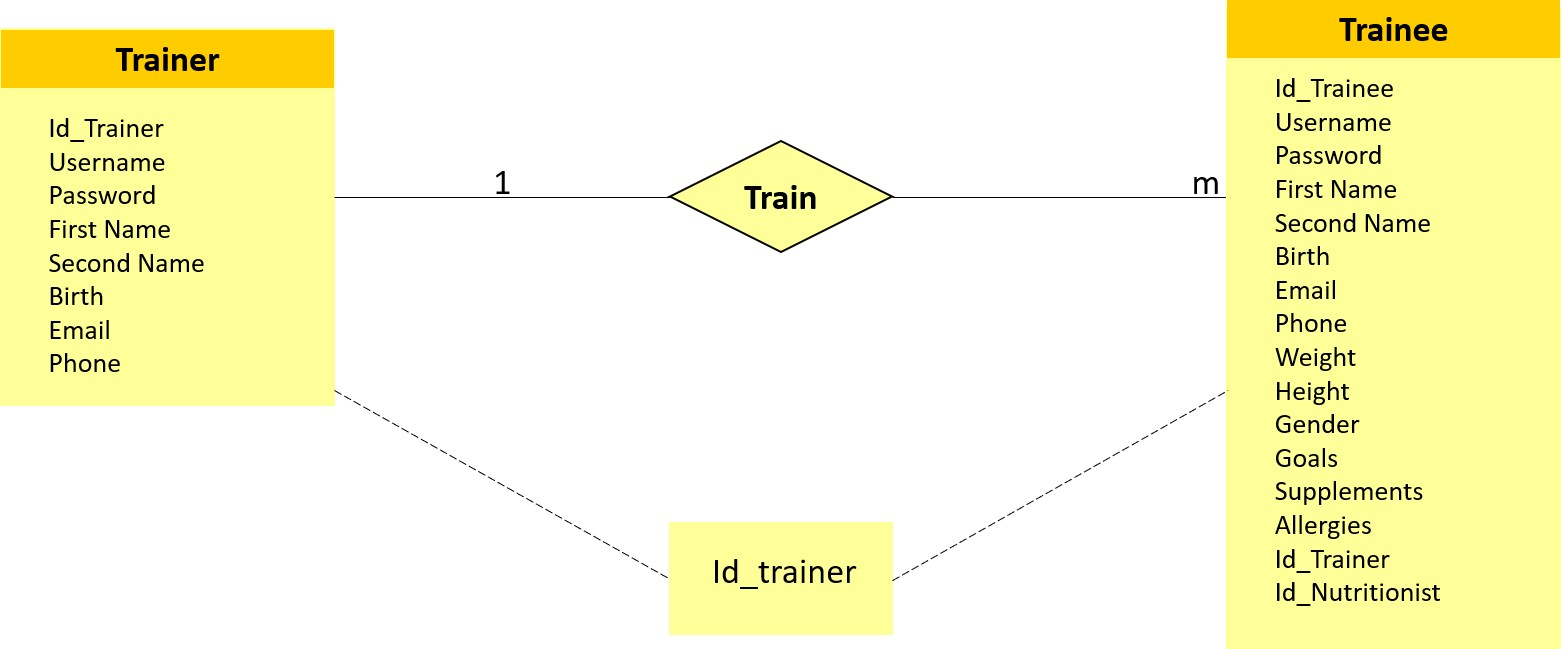 Trainer
Id_Trainer
Username
Password
First Name
Second Name
Birth
Email
Phone
1
Train
m
Id_trainer
Trainee
Id_Trainee
Username
Password
First Name
Second Name
Birth
Email
Phone
Weight
Height
Gender
Goals
Supplements
Allergies
Id_Trainer
Id_Nutritionist